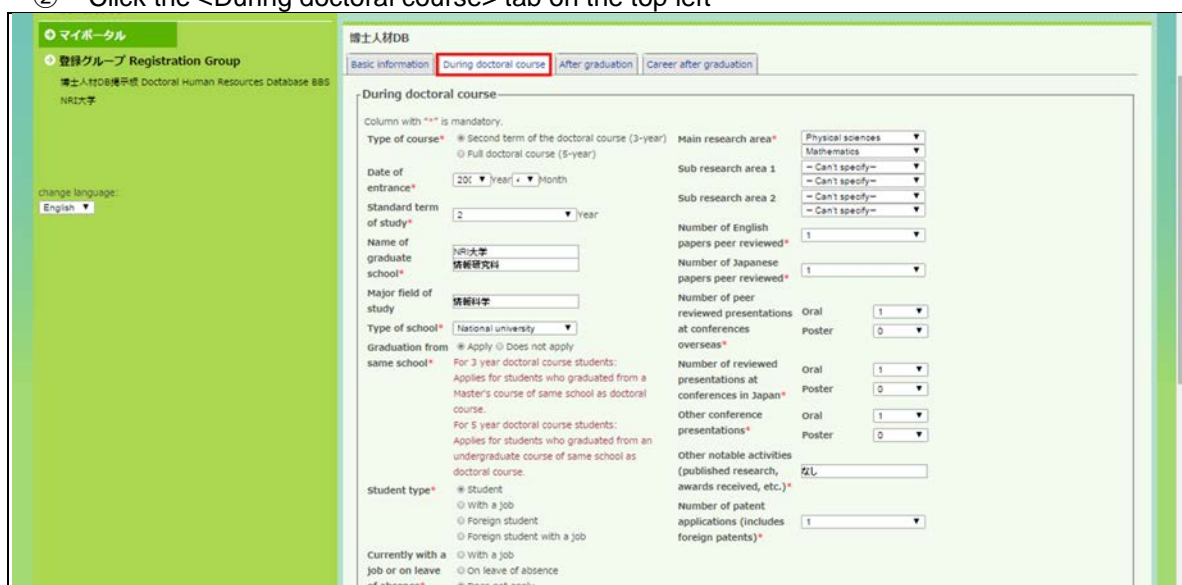 ② Click the <During doctoral course> tab on the top left
マイポータル
登録グループ Registration Group
博士人材DB掲示板 Doctoral Human Resources Database BBS
NRI大学
change language:
English
博士人材DB
Basic information During doctoral course After graduation Career after graduation
During doctoral course
Column with "*" is mandatory.
Type of course* Second term of the doctoral course (3-year)
Full doctoral course (5-year)
Date of
entrance*
Year Month
Standard term
of study*
2 Year
Name of
graduate
school*
NRI大学
情報研究科
Major field of
study
情報科学
Type of school* National university
Graduation from
same school*
Apply Does not apply
For 3 year doctoral course students:
Applies for students who graduated from a
Master's course of same school as doctoral
course.
For 5 year doctoral course students:
Applies for students who graduated from an
undergraduate course of same school as
doctoral course.
Student type* Student
With a job
Foreign student
Foreign student with a job
Currently with a
job or on leave
of absence*
With a job
On leave of absence
Does not apply
Main research area* Physical sciences
Mathematics
Sub research area 1 - Can't specify-
- Can't specify-
Sub research area 2 - Can't specify-
- Can't specify-
Number of English
papers peer reviewed*
1
Number of Japanese
papers peer reviewed*
1
Number of peer
reviewed presentations
at conferences
overseas*
Oral 1
Poster 0
Number of reviewed
presentations at
conferences in Japan*
Oral 1
Poster 0
Other conference
presentations*
Oral 1
Poster 0
Other notable activities
(published research,
awards received, etc.)*
なし
Number of patent
applications (includes
foreign patents)*
1